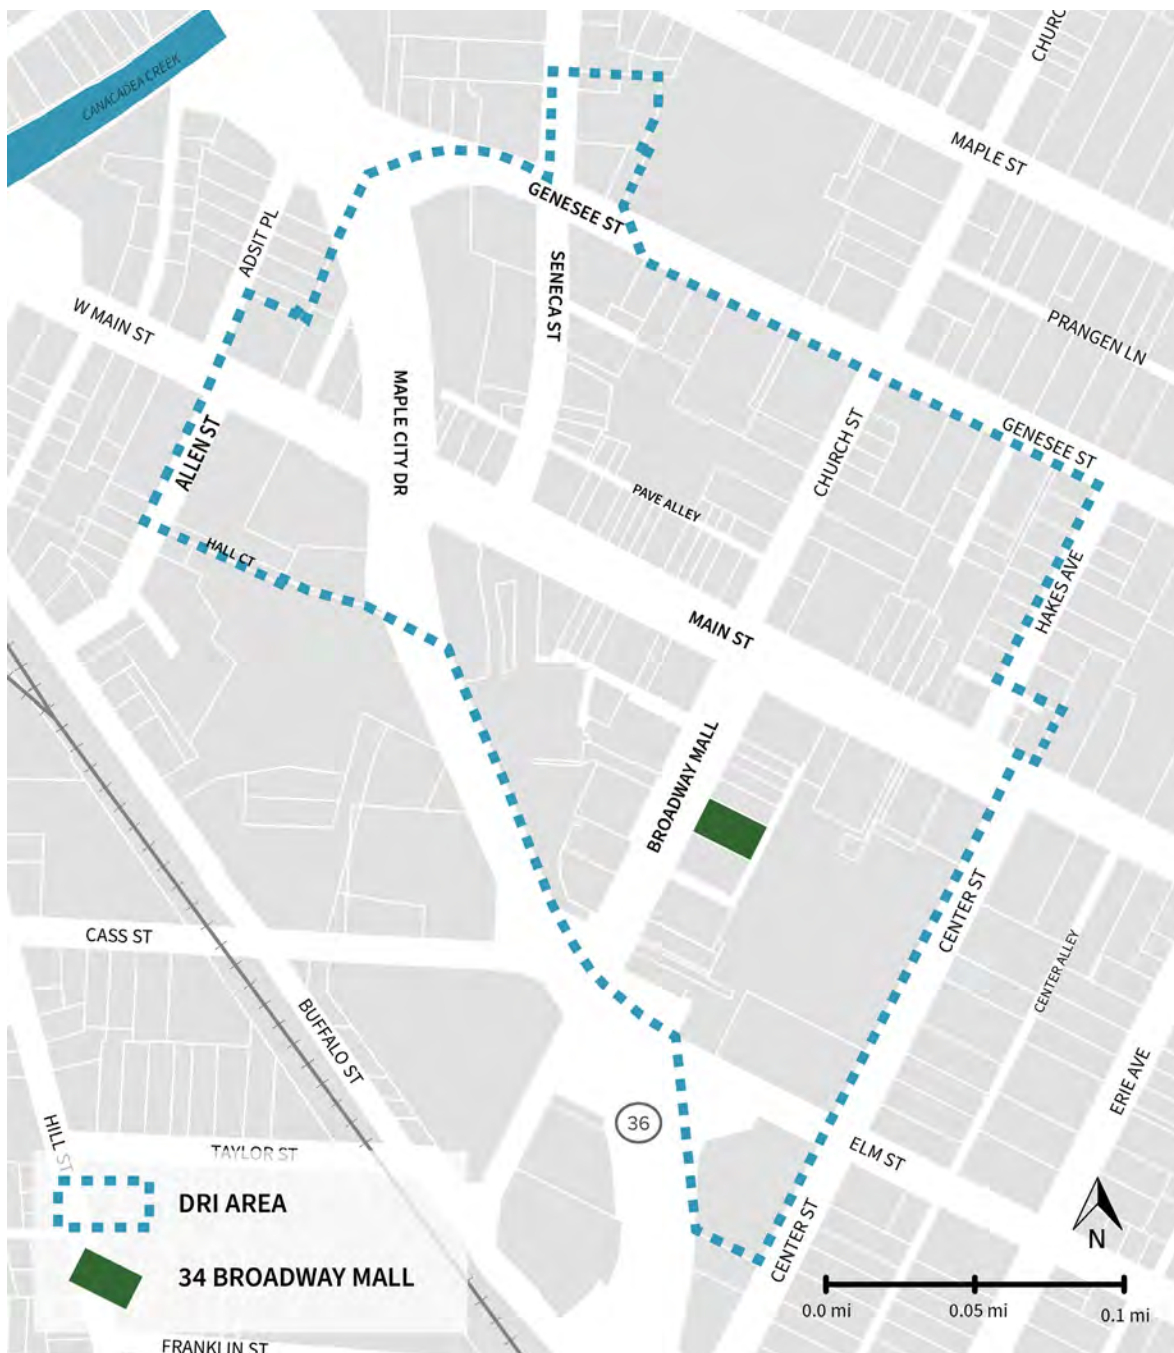 CHURC
CANACADEA CREEK
MAPLE ST
GENESEE ST
ADSIT PL
SENECA ST
W MAIN ST
PRANGEN LN
MAPLE CITY DR
ALLEN ST
CHURCH ST
GENESEE ST
PAVE ALLEY
HALL CT
HAKES AVE
MAIN ST
BROADWAY MALL
CENTER ST
CASS ST
CENTER ALLEY
BUFFALO ST
ERIE AVE
36
HILL ST
TAYLOR ST
ELM ST
DRI AREA
CENTER ST
N
34 BROADWAY MALL
0.0 mi 0.05 mi 0.1 mi
FRANKLIN ST